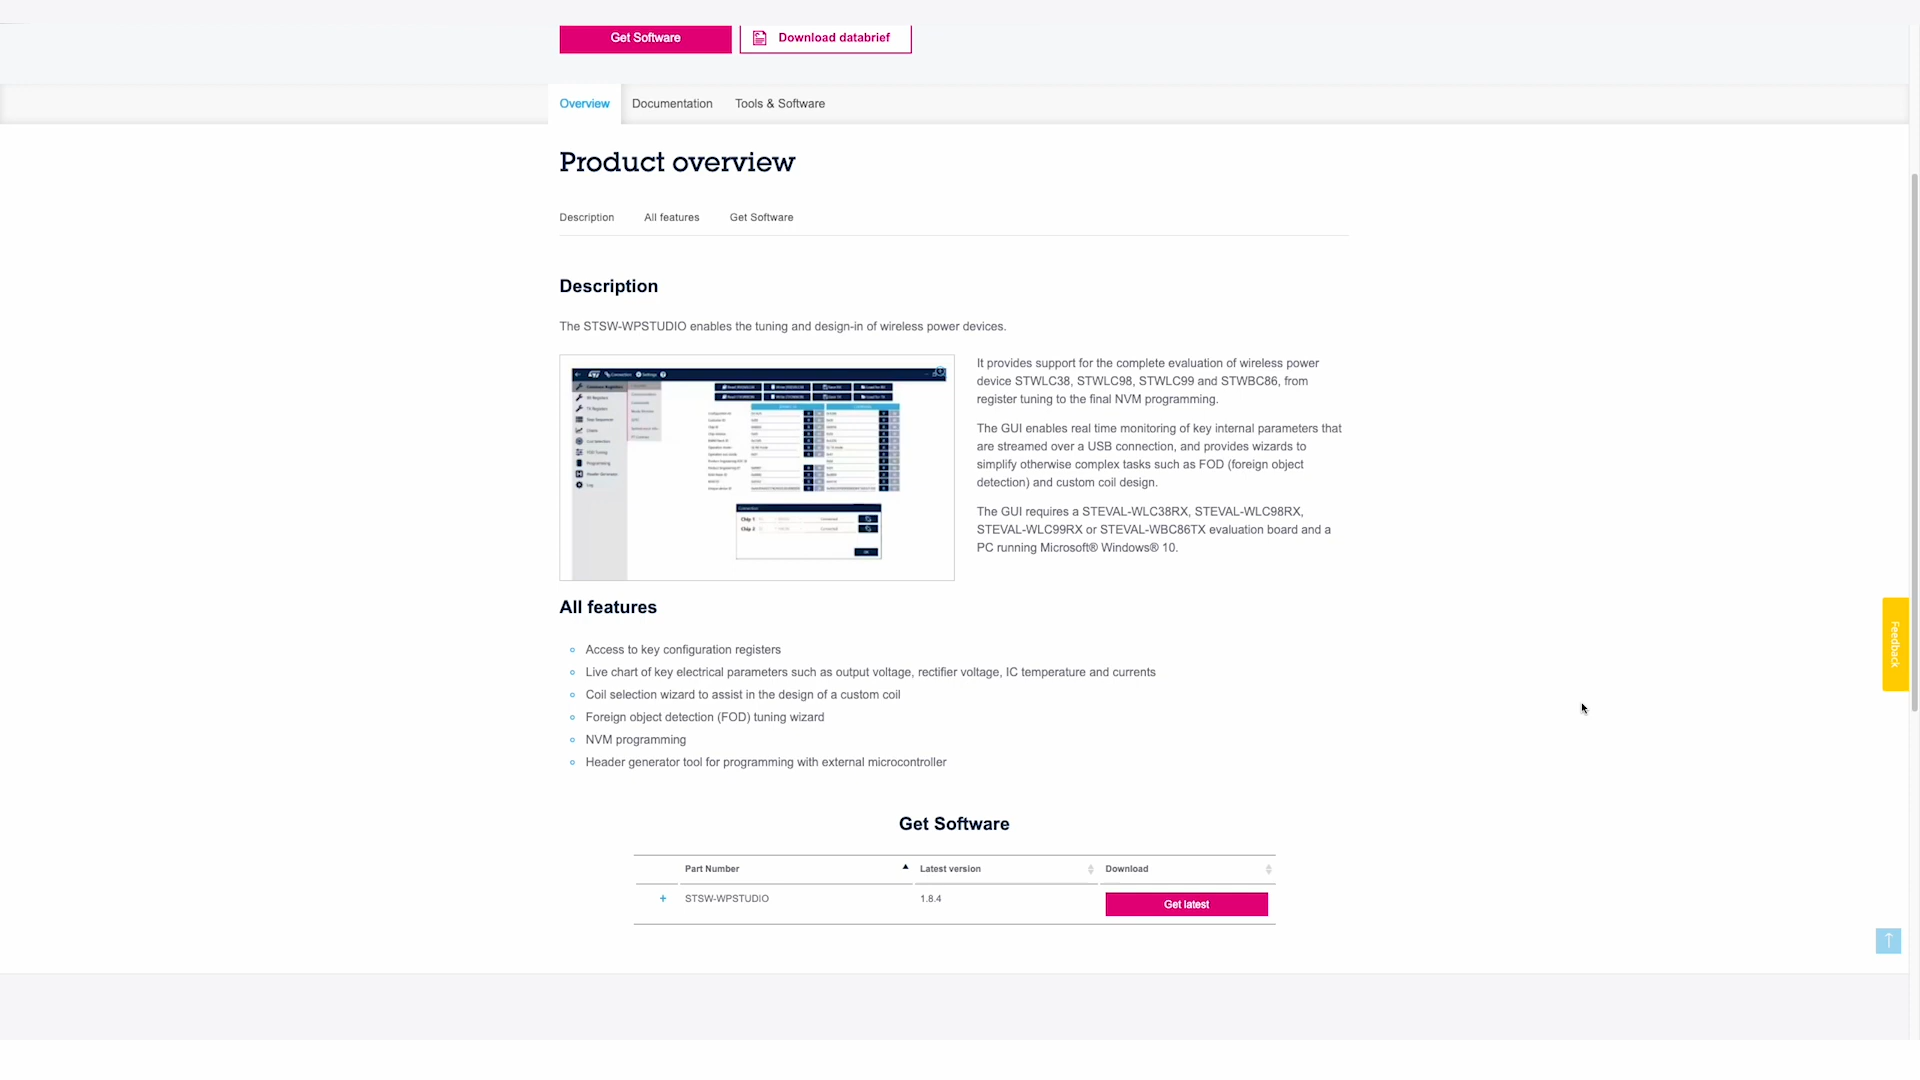 Get Software
Download databrief
Overview
Documentation
Tools & Software
Product overview
Description
All features
Get Software
Description
The STSW-WPSTUDIO enables the tuning and design-in of wireless power devices.
It provides support for the complete evaluation of wireless power
device STWLC38, STWLC98, STWLC99 and STWBC86, from
register tuning to the final NVM programming.
The GUI enables real time monitoring of key internal parameters that
are streamed over a USB connection, and provides wizards to
simplify otherwise complex tasks such as FOD (foreign object
detection) and custom coil design.
The GUI requires a STEVAL-WLC38RX, STEVAL-WLC98RX,
STEVAL-WLC99RX or STEVAL-WBC86TX evaluation board and a
PC running Microsoft® Windows® 10.
Chip 1
Chip 2
All features
Access to key configuration registers
Live chart of key electrical parameters such as output voltage, rectifier voltage, IC temperature and currents
Coil selection wizard to assist in the design of a custom coil
Foreign object detection (FOD) tuning wizard
NVM programming
Header generator tool for programming with external microcontroller
Feedback
Get Software
Part Number
Latest version
Download
+ STSW-WPSTUDIO
1.8.4
Get latest